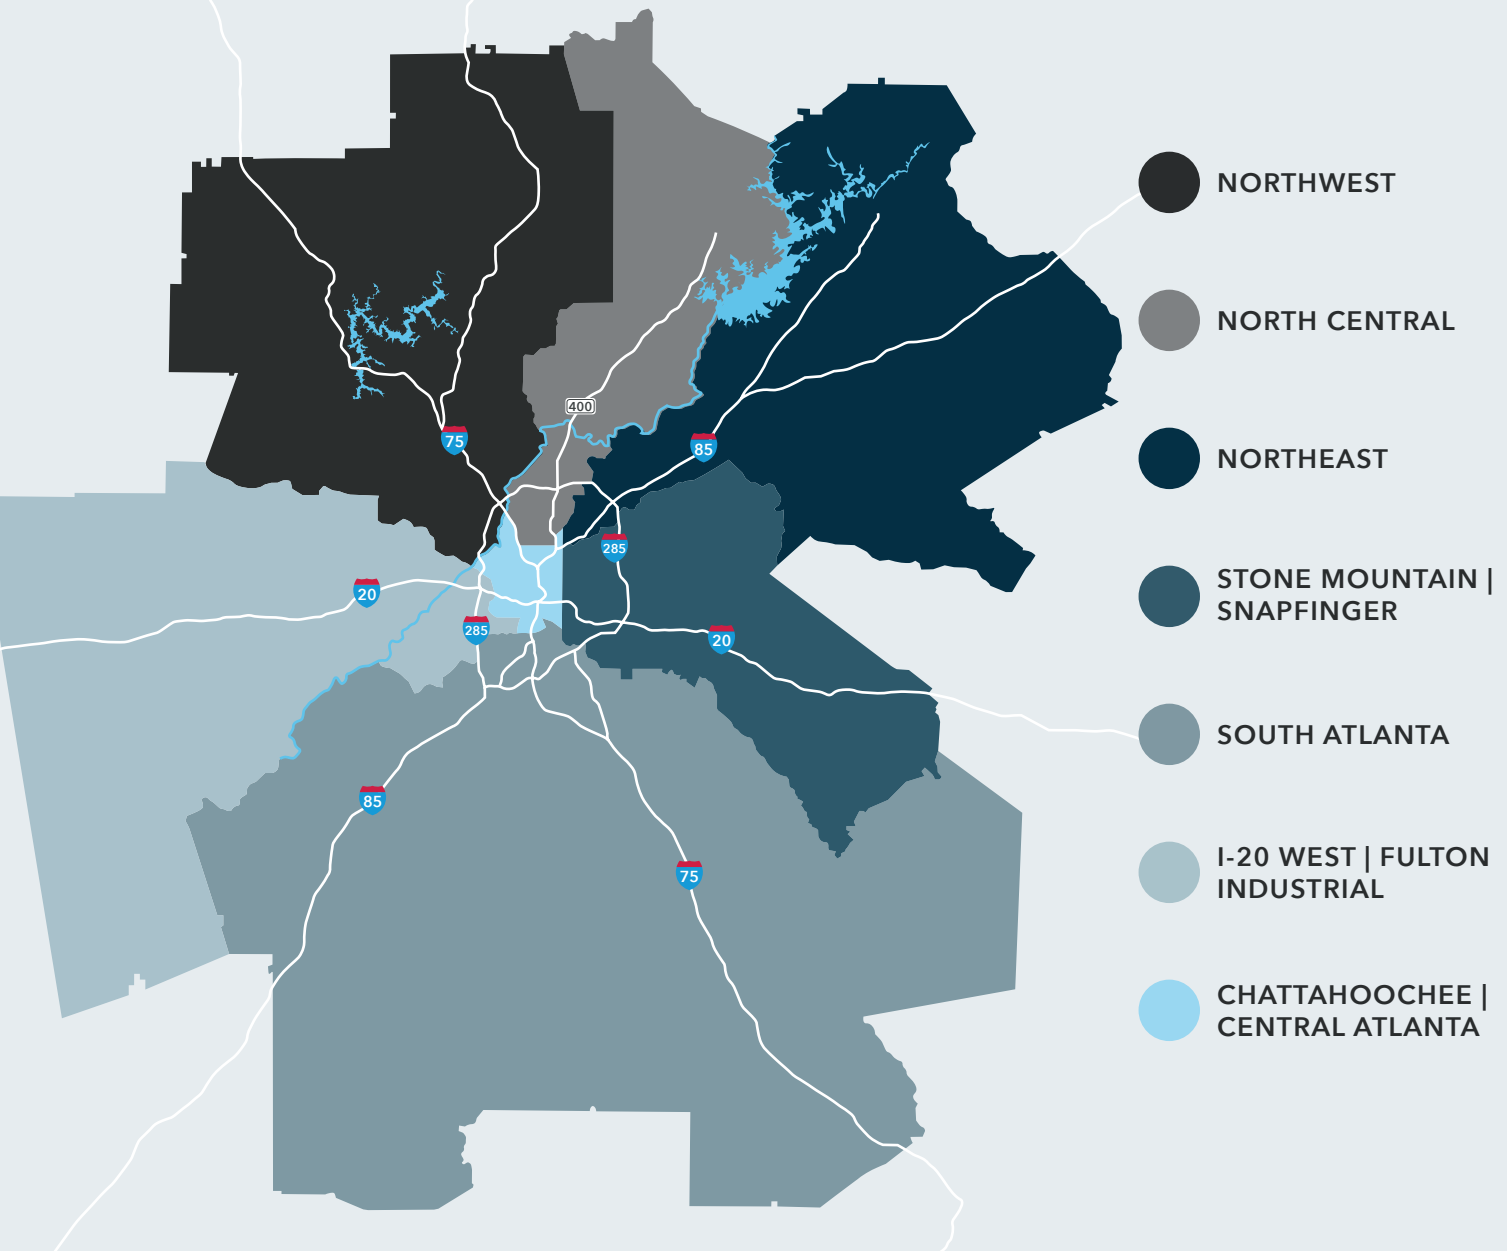 NORTHWEST
NORTH CENTRAL
400
75
85
NORTHEAST
285
20
285
20
STONE MOUNTAIN |
SNAPFINGER
SOUTH ATLANTA
85
75
I-20 WEST | FULTON
INDUSTRIAL
CHATTAHOOCHEE |
CENTRAL ATLANTA